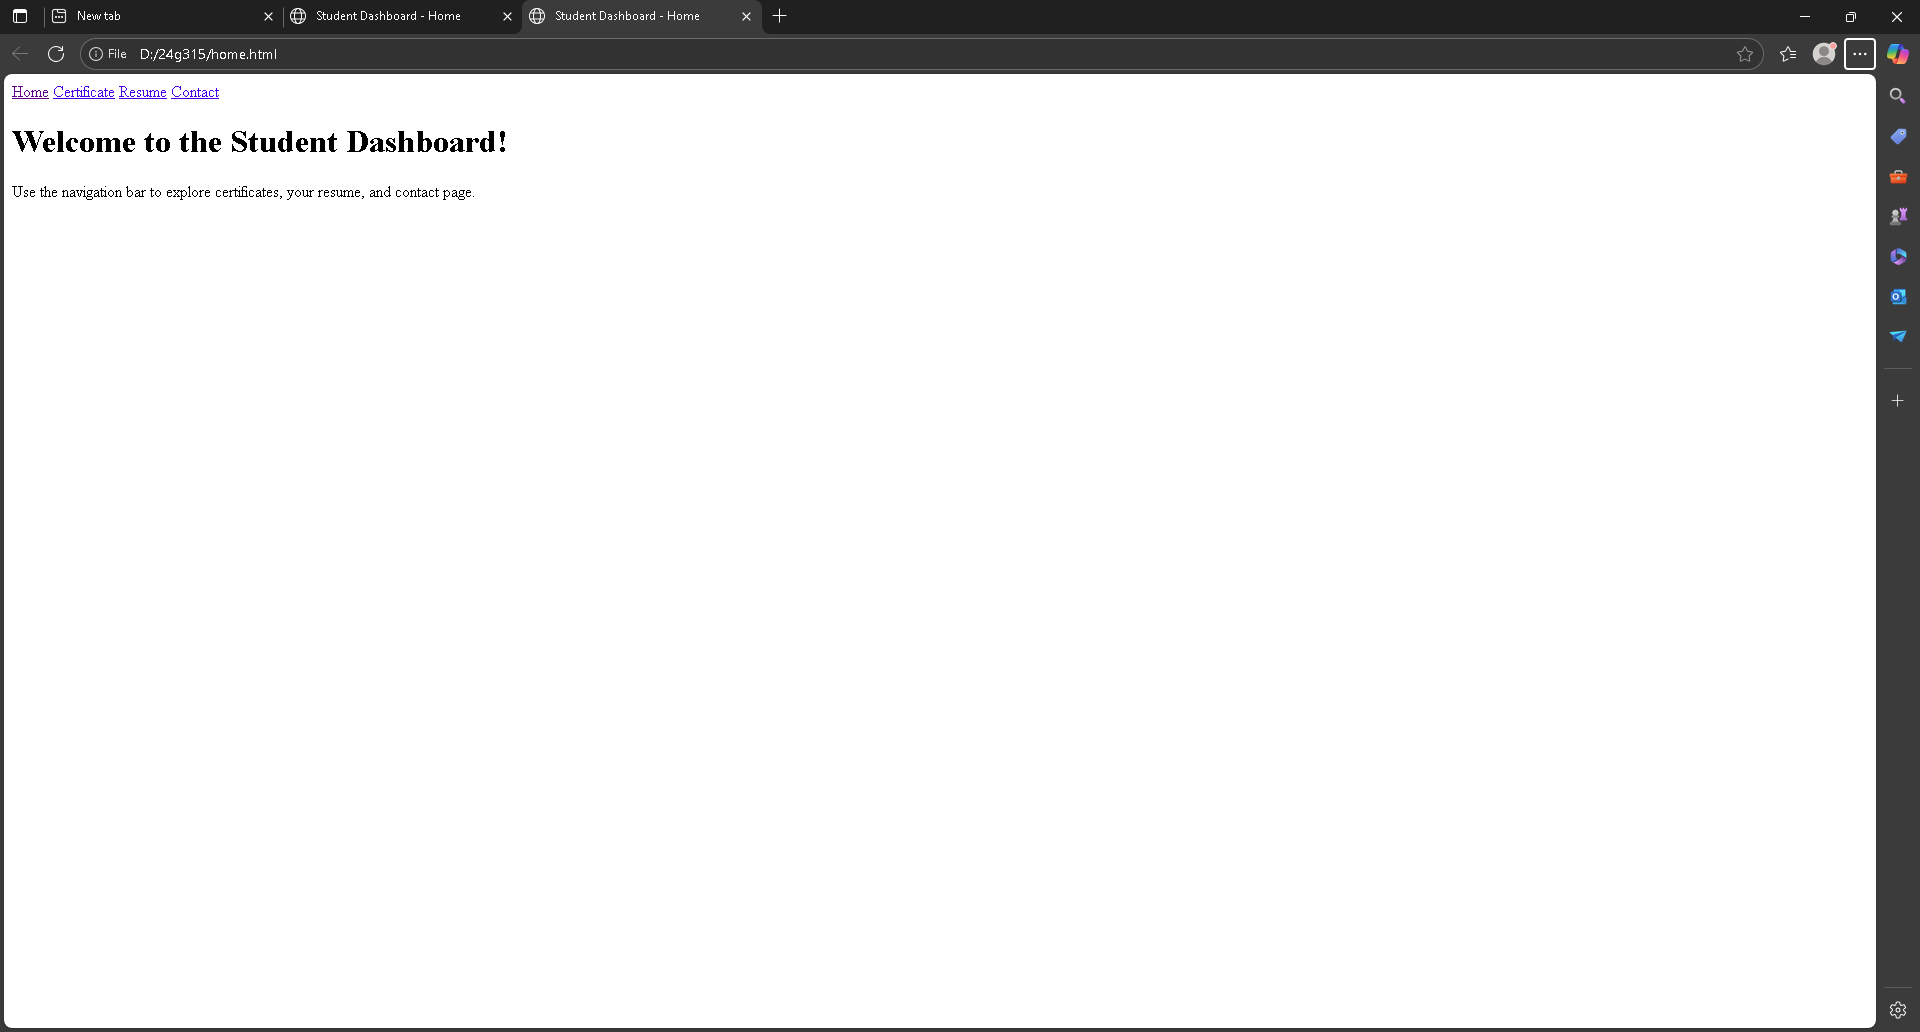 New tab
Student Dashboard - Home
Student Dashboard - Home
File D:/24g315/home.html
Home Certificate Resume Contact
Welcome to the Student Dashboard!
Use the navigation bar to explore certificates, your resume, and contact page.